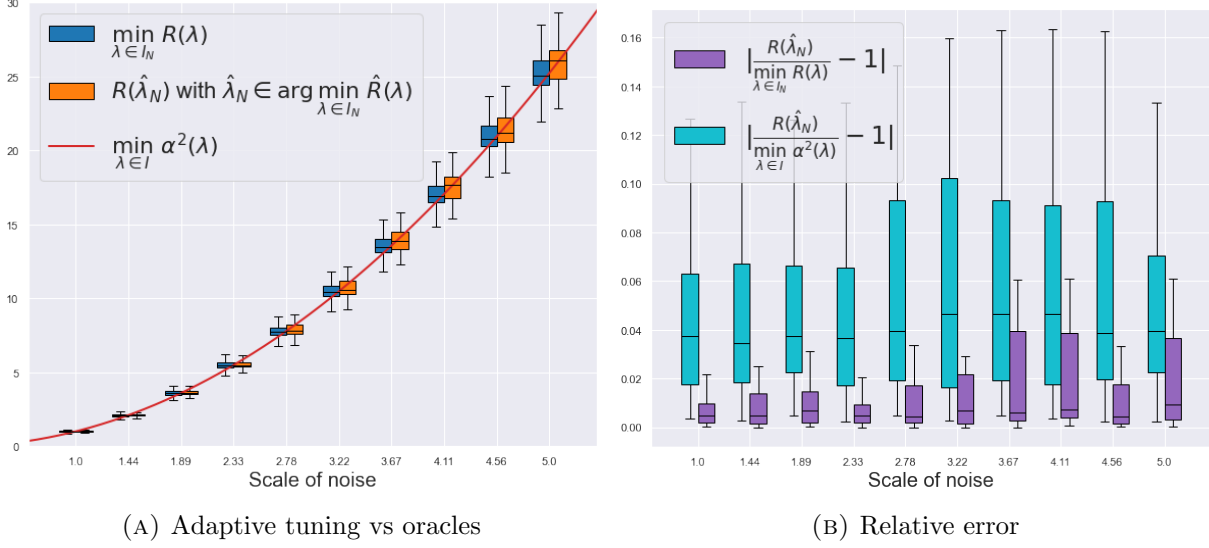 30
25
20
15
10
5
0
min R(λ)
λ∈I_N
R(λ̂_N) with λ̂_N ∈ arg min R̂(λ)
λ∈I_N
min α²(λ)
λ∈I
1.0 1.44 1.89 2.33 2.78 3.22 3.67 4.11 4.56 5.0
Scale of noise
(A) Adaptive tuning vs oracles
0.16
0.14
0.12
0.10
0.08
0.06
0.04
0.02
0.00
|R(λ̂_N) / min_{λ∈I_N} R(λ) − 1|
|R(λ̂_N) / min_{λ∈I} α²(λ) − 1|
1.0 1.44 1.89 2.33 2.78 3.22 3.67 4.11 4.56 5.0
Scale of noise
(B) Relative error